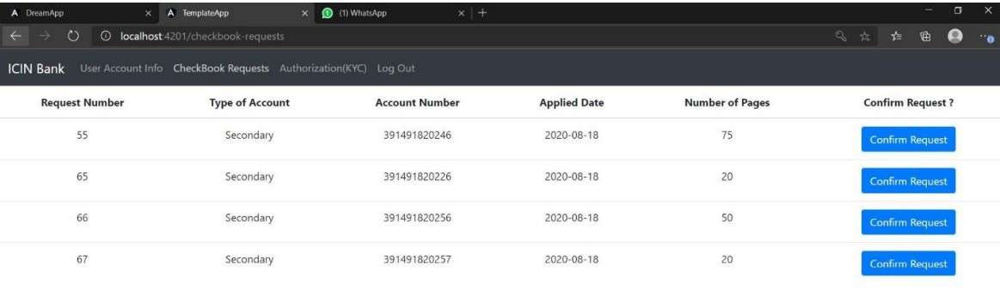 DreamApp TemplateApp (1) WhatsApp
localhost:4201/checkbook-requests
ICIN Bank User Account Info CheckBook Requests Authorization(KYC) Log Out
Request Number Type of Account Account Number Applied Date Number of Pages Confirm Request ?
55 Secondary 391491820246 2020-08-18 75 Confirm Request
65 Secondary 391491820226 2020-08-18 20 Confirm Request
66 Secondary 391491820256 2020-08-18 50 Confirm Request
67 Secondary 391491820257 2020-08-18 20 Confirm Request